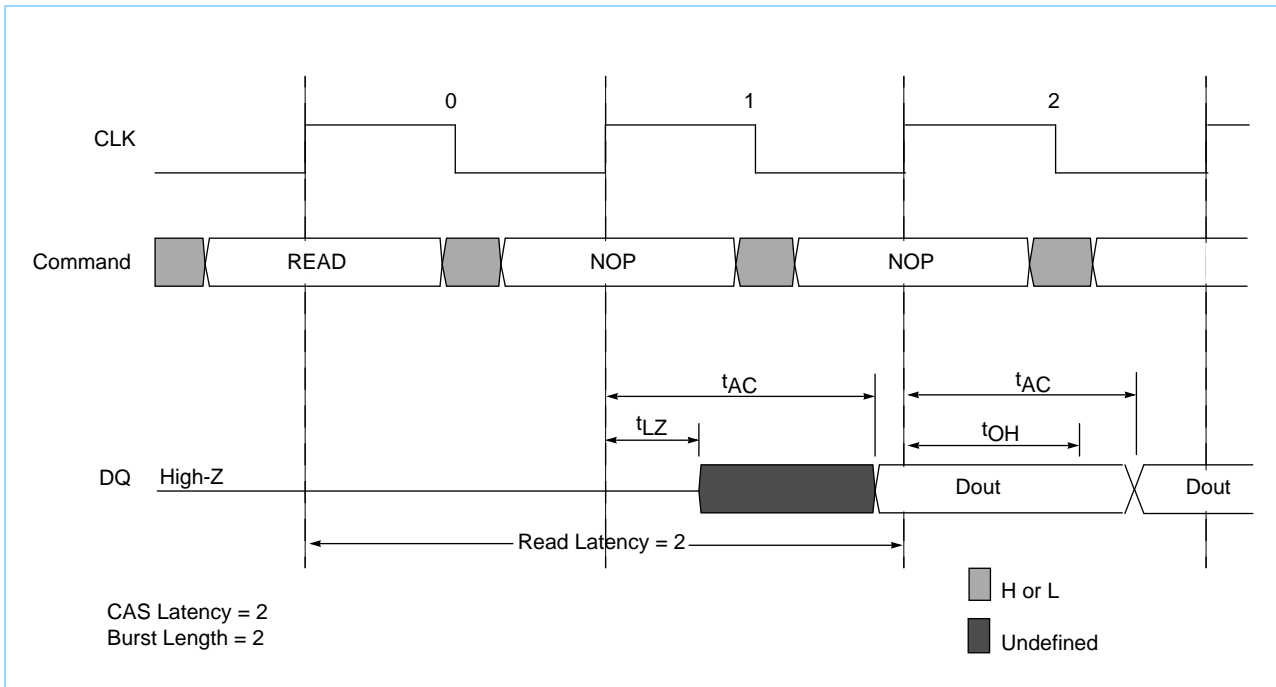 0 1 2
CLK
Command READ NOP NOP
tAC tAC
tLZ tOH
DQ High-Z Dout Dout
Read Latency = 2
CAS Latency = 2
Burst Length = 2
H or L
Undefined